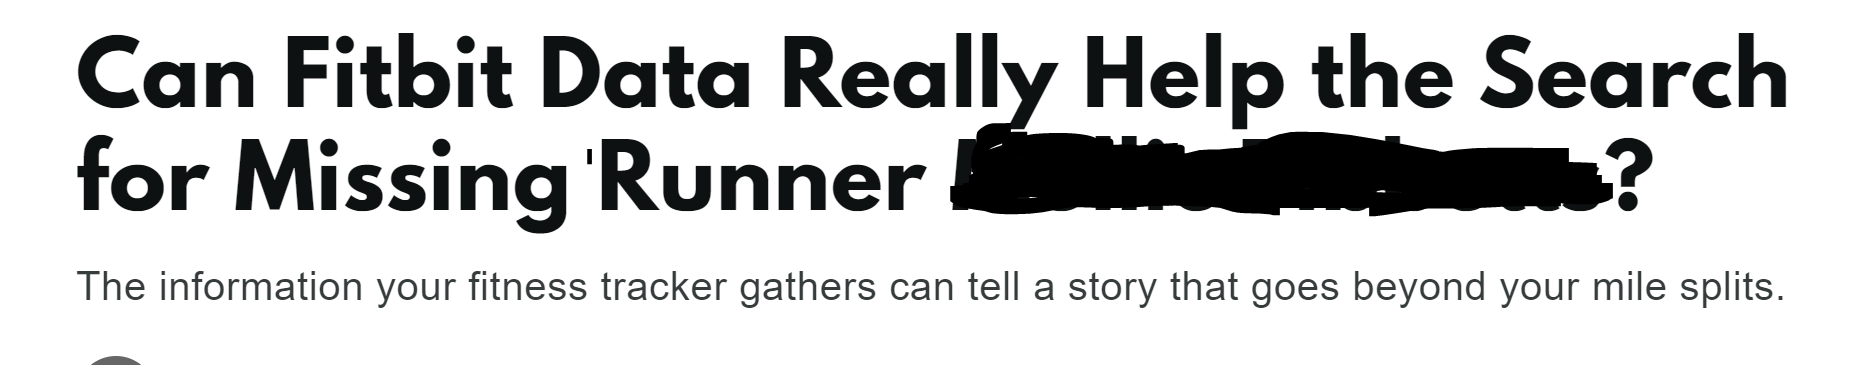 Can Fitbit Data Really Help the Search
for Missing 'Runner ?
The information your fitness tracker gathers can tell a story that goes beyond your mile splits.